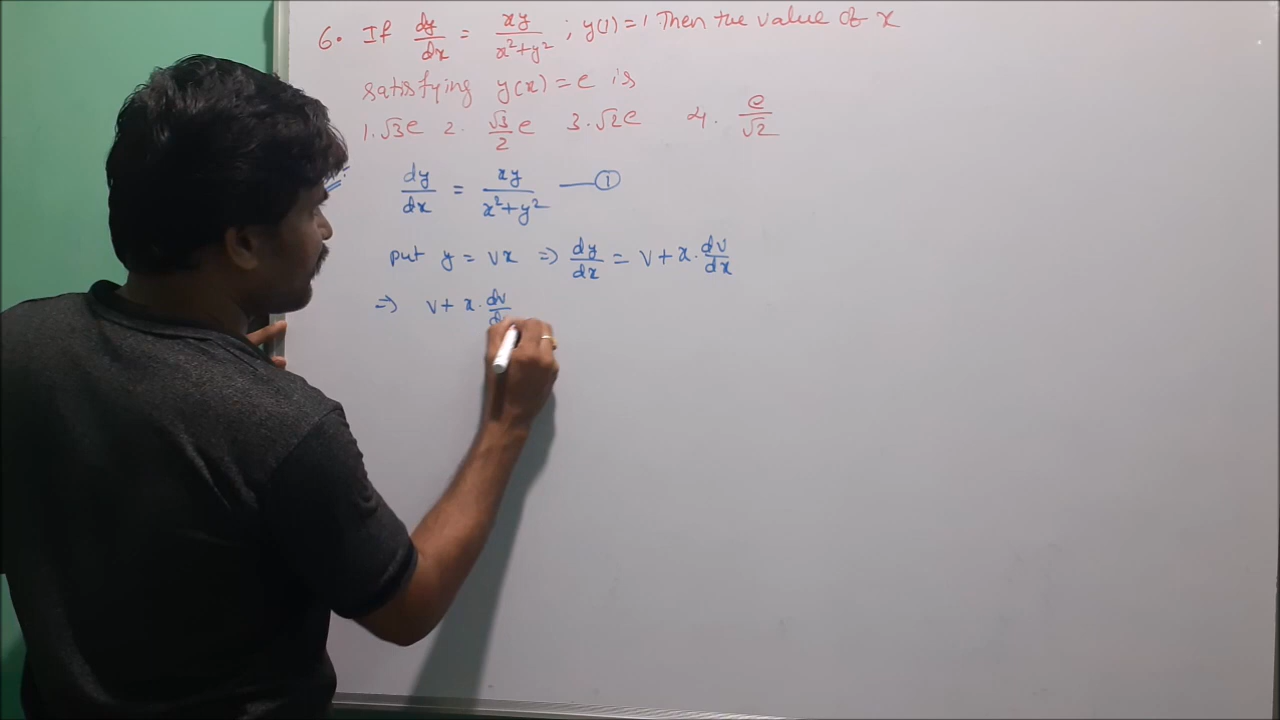 6. If dy/dx = xy/(x²+y²) ; y(1)=1 Then the value of x
satisfying y(x)=e is
1. √3e 2. √3/2 e 3. √2e 4. e/√2
dy/dx = xy/(x²+y²) —— ①
put y = vx ⇒ dy/dx = v + x·dv/dx
⇒ v + x·dv/